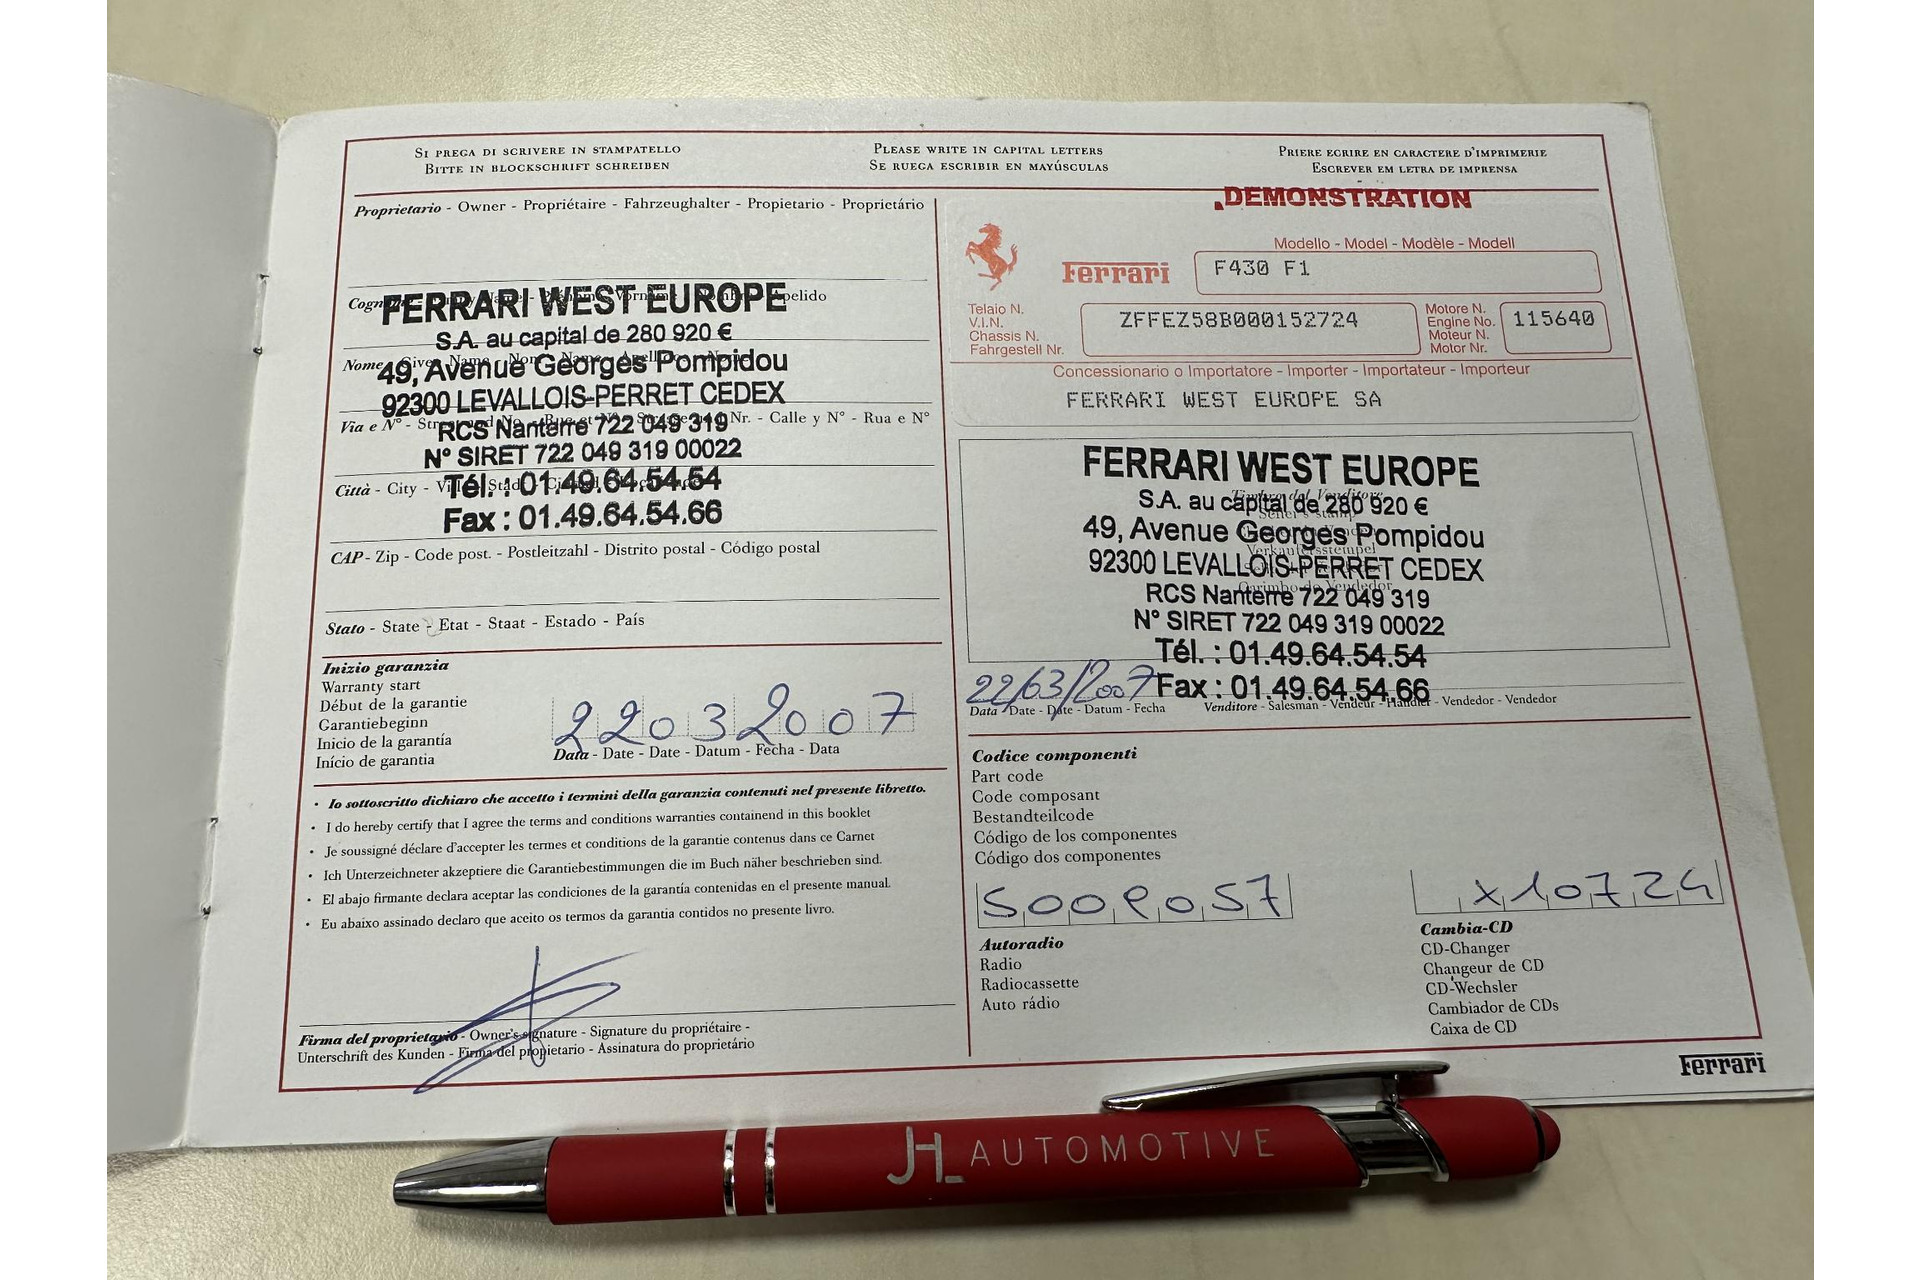 SI PREGA DI SCRIVERE IN STAMPATELLO
BITTE IN BLOCKSCHRIFT SCHREIBEN
PLEASE WRITE IN CAPITAL LETTERS
SE RUEGA ESCRIBIR EN MAYÚSCULAS
PRIERE ECRIRE EN CARACTERE D'IMPRIMERIE
ESCREVER EM LETRA DE IMPRENSA
Proprietario - Owner - Propriétaire - Fahrzeughalter - Propietario - Proprietário
FERRARI WEST EUROPE
S.A. au capital de 280 920 €
49, Avenue Georges Pompidou
92300 LEVALLOIS-PERRET CEDEX
Via e N° - Nr. - Calle y N° - Rua e N°
RCS Nanterre 722 049 319
N° SIRET 722 049 319 00022
Città - City -
Tél. : 01.49.64.54.54
Fax : 01.49.64.54.66
CAP - Zip - Code post. - Postleitzahl - Distrito postal - Código postal
Stato - State - Etat - Staat - Estado - País
Inizio garanzia
Warranty start
Début de la garantie
Garantiebeginn
Inicio de la garantía
Início de garantia
22032007
Data - Date - Date - Datum - Fecha - Data
• Io sottoscritto dichiaro che accetto i termini della garanzia contenuti nel presente libretto.
• I do hereby certify that I agree the terms and conditions warranties containend in this booklet
• Je soussigné déclare d'accepter les termes et conditions de la garantie contenus dans ce Carnet
• Ich Unterzeichneter akzeptiere die Garantiebestimmungen die im Buch näher beschrieben sind.
• El abajo firmante declara aceptar las condiciones de la garantía contenidas en el presente manual.
• Eu abaixo assinado declaro que aceito os termos da garantia contidos no presente livro.
Firma del proprietario - Owner's signature - Signature du propriétaire -
Unterschrift des Kunden - Firma del propietario - Assinatura do proprietário
DEMONSTRATION
Ferrari
Modello - Model - Modèle - Modell
F430 F1
Telaio N.
V.I.N.
Chassis N.
Fahrgestell Nr.
ZFFEZ58B000152724
Motore N.
Engine No.
Moteur N.
Motor Nr.
115640
Concessionario o Importatore - Importer - Importateur - Importeur
FERRARI WEST EUROPE SA
FERRARI WEST EUROPE
S.A. au capital de 280 920 €
49, Avenue Georges Pompidou
92300 LEVALLOIS-PERRET CEDEX
RCS Nanterre 722 049 319
N° SIRET 722 049 319 00022
Tél. : 01.49.64.54.54
22/03/2007 Fax : 01.49.64.54.66
Data - Date - Date - Datum - Fecha
Venditore - Salesman - Vendeur - Händler - Vendedor - Vendedor
Codice componenti
Part code
Code composant
Bestandteilcode
Código de los componentes
Código dos componentes
Autoradio
Radio
Radiocassette
Auto rádio
x10724
Cambia-CD
CD-Changer
Changeur de CD
CD-Wechsler
Cambiador de CDs
Caixa de CD
Ferrari
JHL AUTOMOTIVE